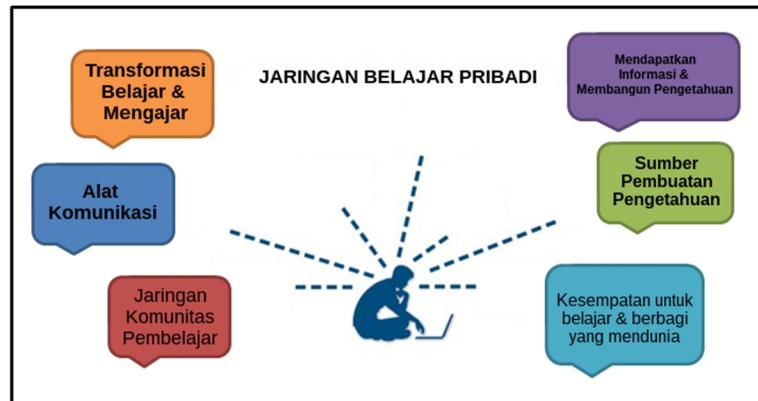 JARINGAN BELAJAR PRIBADI
Transformasi
Belajar &
Mengajar
Alat
Komunikasi
Jaringan
Komunitas
Pembelajar
Mendapatkan
Informasi &
Membangun Pengetahuan
Sumber
Pembuatan
Pengetahuan
Kesempatan untuk
belajar & berbagi
yang mendunia